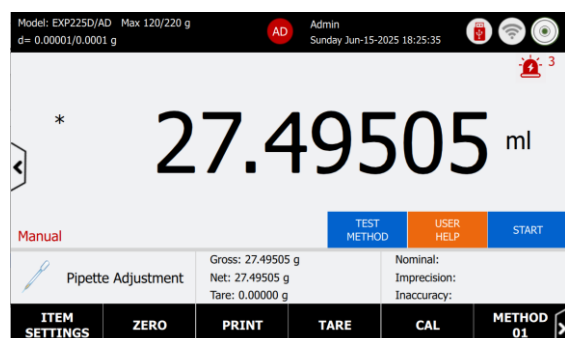 Model: EXP225D/AD Max 120/220 g
d= 0.00001/0.0001 g
AD
Admin
Sunday Jun-15-2025 18:25:35
3
* 27.49505 ml
Manual
TEST METHOD
USER HELP
START
Pipette Adjustment
Gross: 27.49505 g
Net: 27.49505 g
Tare: 0.00000 g
Nominal:
Imprecision:
Inaccuracy:
ITEM SETTINGS
ZERO
PRINT
TARE
CAL
METHOD 01